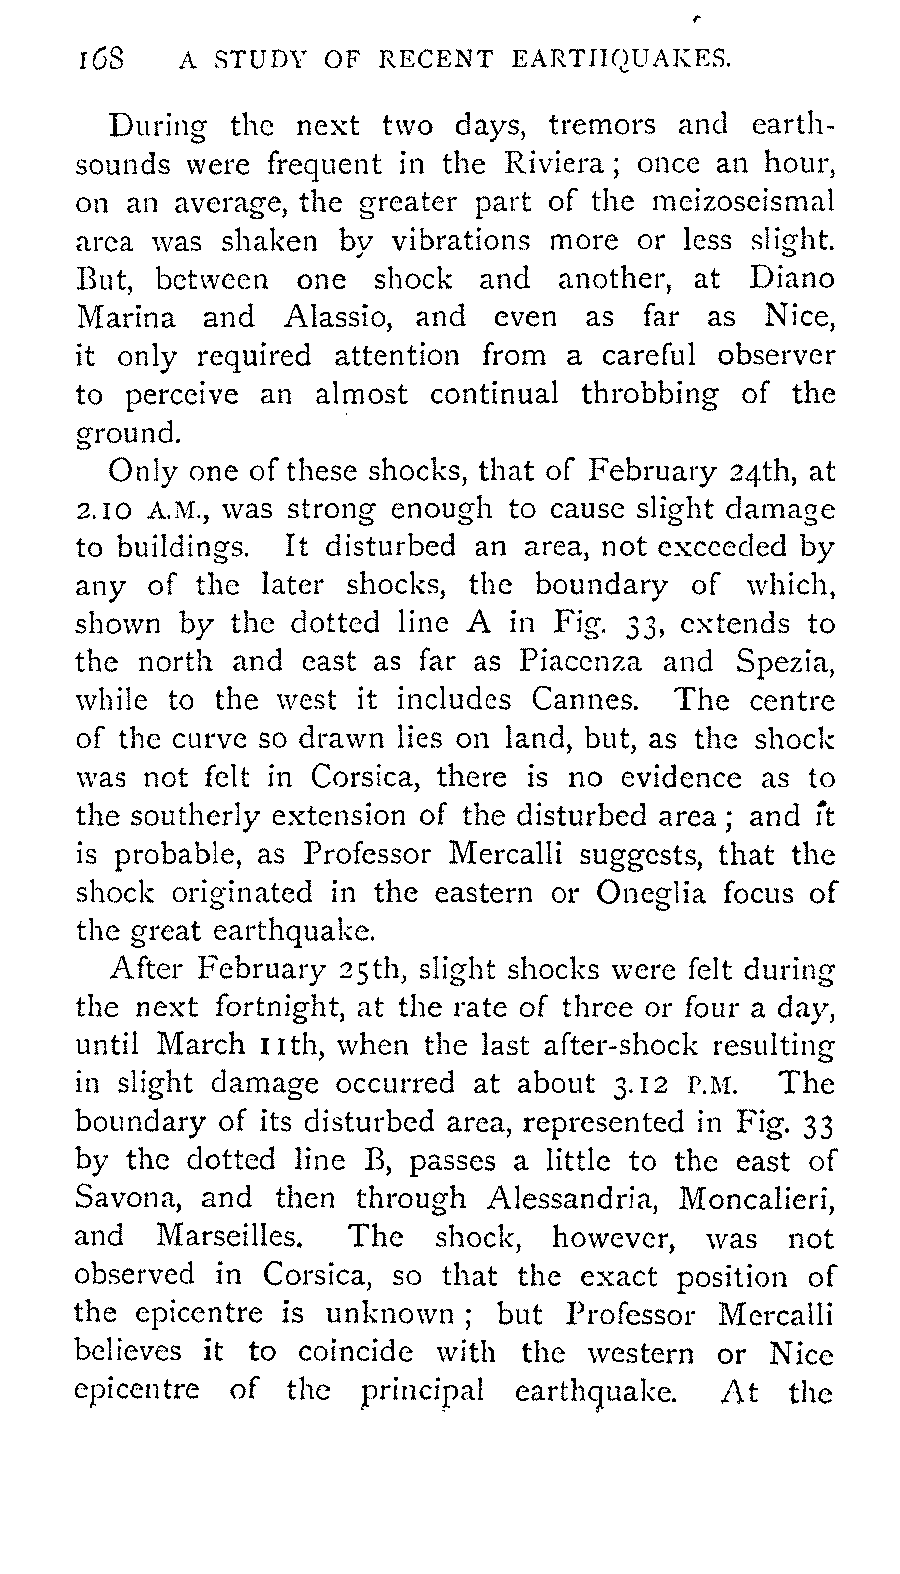 168 A STUDY OF RECENT EARTHQUAKES.
During the next two days, tremors and earth-
sounds were frequent in the Riviera; once an hour,
on an average, the greater part of the meizoseismal
area was shaken by vibrations more or less slight.
But, between one shock and another, at Diano
Marina and Alassio, and even as far as Nice,
it only required attention from a careful observer
to perceive an almost continual throbbing of the
ground.
Only one of these shocks, that of February 24th, at
2.10 A.M., was strong enough to cause slight damage
to buildings. It disturbed an area, not exceeded by
any of the later shocks, the boundary of which,
shown by the dotted line A in Fig. 33, extends to
the north and east as far as Piacenza and Spezia,
while to the west it includes Cannes. The centre
of the curve so drawn lies on land, but, as the shock
was not felt in Corsica, there is no evidence as to
the southerly extension of the disturbed area; and it
is probable, as Professor Mercalli suggests, that the
shock originated in the eastern or Oneglia focus of
the great earthquake.
After February 25th, slight shocks were felt during
the next fortnight, at the rate of three or four a day,
until March 11th, when the last after-shock resulting
in slight damage occurred at about 3.12 P.M. The
boundary of its disturbed area, represented in Fig. 33
by the dotted line B, passes a little to the east of
Savona, and then through Alessandria, Moncalieri,
and Marseilles. The shock, however, was not
observed in Corsica, so that the exact position of
the epicentre is unknown; but Professor Mercalli
believes it to coincide with the western or Nice
epicentre of the principal earthquake. At the